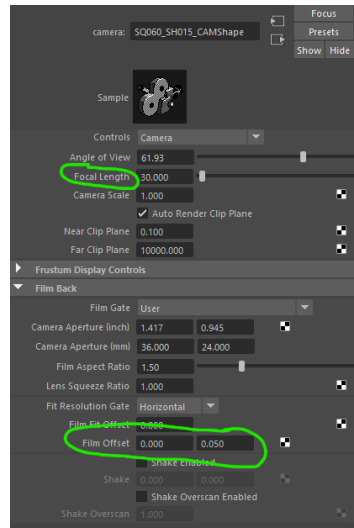 Focus
camera: SQ060_SH015_CAMShape
Presets
Show Hide
Sample
Controls Camera
Angle of View 61.93
Focal Length 30.000
Camera Scale 1.000
Auto Render Clip Plane
Near Clip Plane 0.100
Far Clip Plane 10000.000
Frustum Display Controls
Film Back
Film Gate User
Camera Aperture (inch) 1.417 0.945
Camera Aperture (mm) 36.000 24.000
Film Aspect Ratio 1.50
Lens Squeeze Ratio 1.000
Fit Resolution Gate Horizontal
Film Fit Offset 0.000
Film Offset 0.000 0.050
Shake Enabled
Shake 0.000 0.000
Shake Overscan Enabled
Shake Overscan 1.000